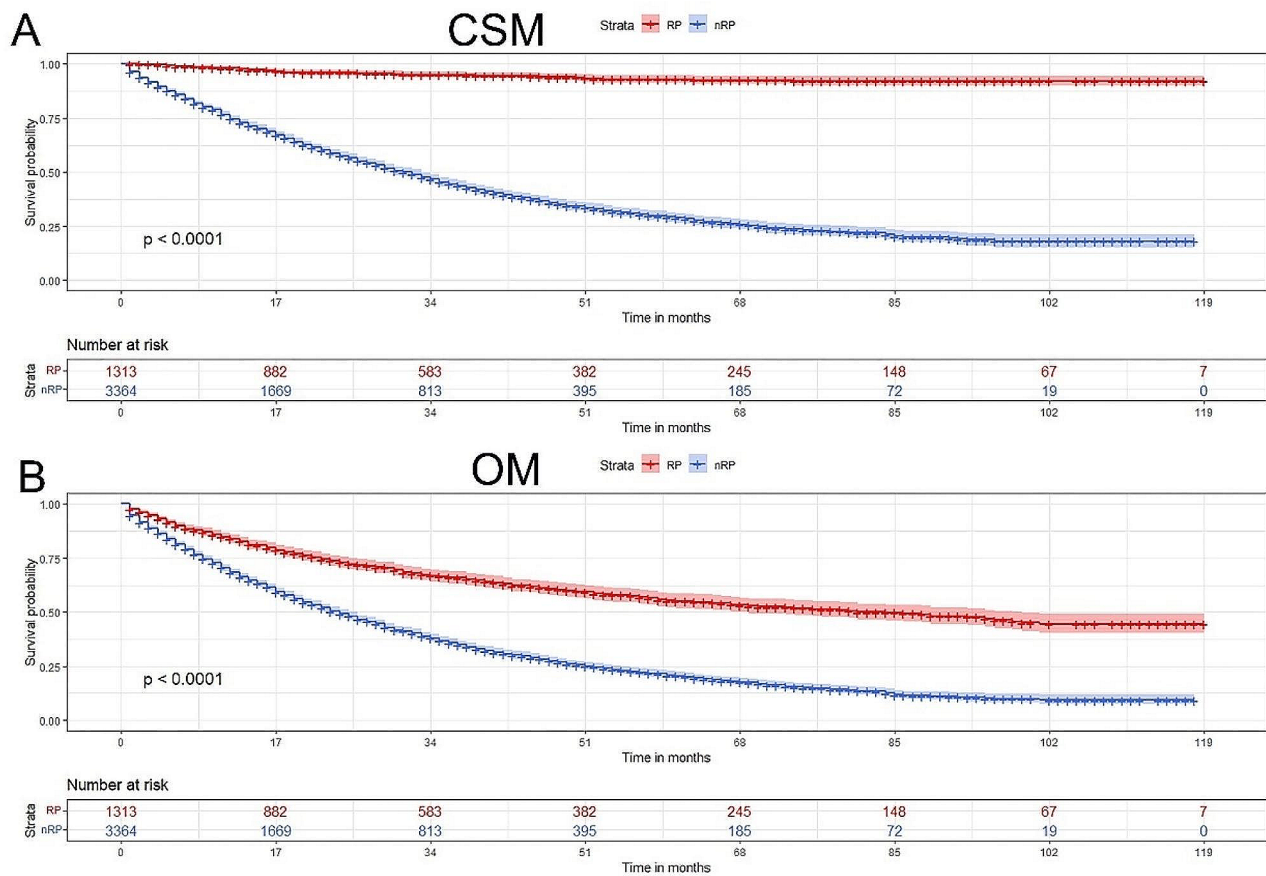 A
CSM
Strata RP nRP
Survival probability
1.00
0.75
0.50
0.25
0.00
p < 0.0001
0 17 34 51 68 85 102 119
Time in months
Number at risk
Strata
RP 1313 882 583 382 245 148 67 7
nRP 3364 1669 813 395 185 72 19 0
0 17 34 51 68 85 102 119
Time in months
B
OM
Strata RP nRP
Survival probability
1.00
0.75
0.50
0.25
0.00
p < 0.0001
0 17 34 51 68 85 102 119
Time in months
Number at risk
Strata
RP 1313 882 583 382 245 148 67 7
nRP 3364 1669 813 395 185 72 19 0
0 17 34 51 68 85 102 119
Time in months